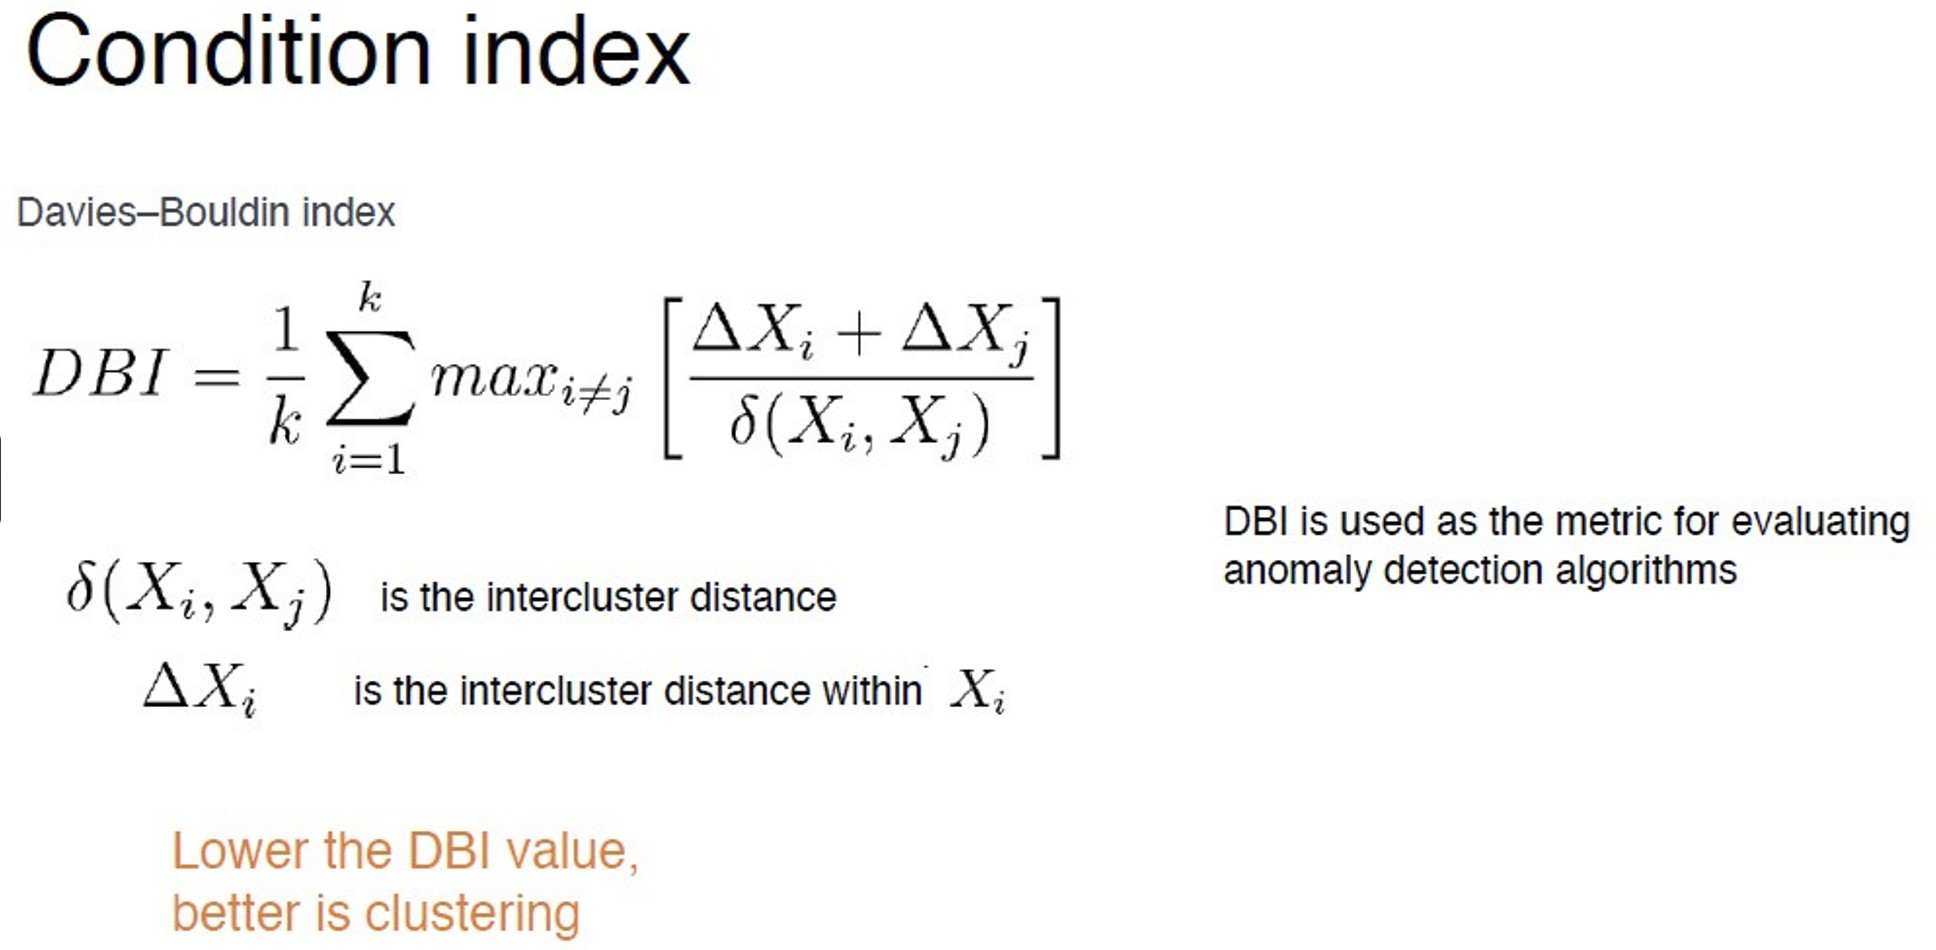 Condition index
Davies–Bouldin index
DBI = \frac{1}{k} \sum_{i=1}^{k} max_{i \neq j} \left[ \frac{\Delta X_i + \Delta X_j}{\delta(X_i, X_j)} \right]
DBI is used as the metric for evaluating
anomaly detection algorithms
\delta(X_i, X_j) is the intercluster distance
\Delta X_i is the intercluster distance within X_i
Lower the DBI value,
better is clustering